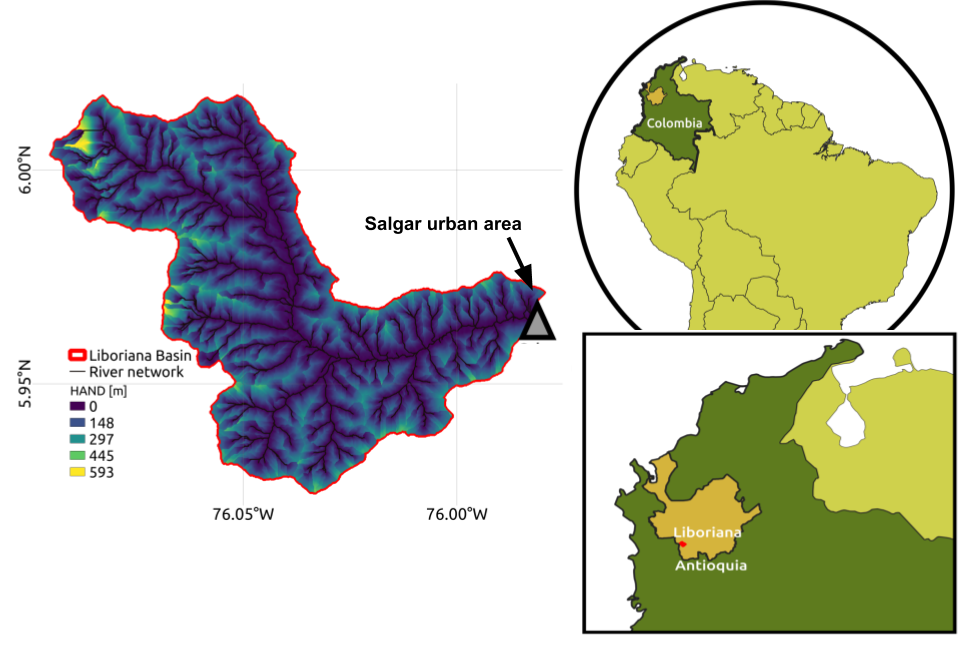 Salgar urban area
6.00°N
5.95°N
Liboriana Basin
River network
HAND [m]
0
148
297
445
593
76.05°W
76.00°W
Colombia
Liboriana
Antioquia